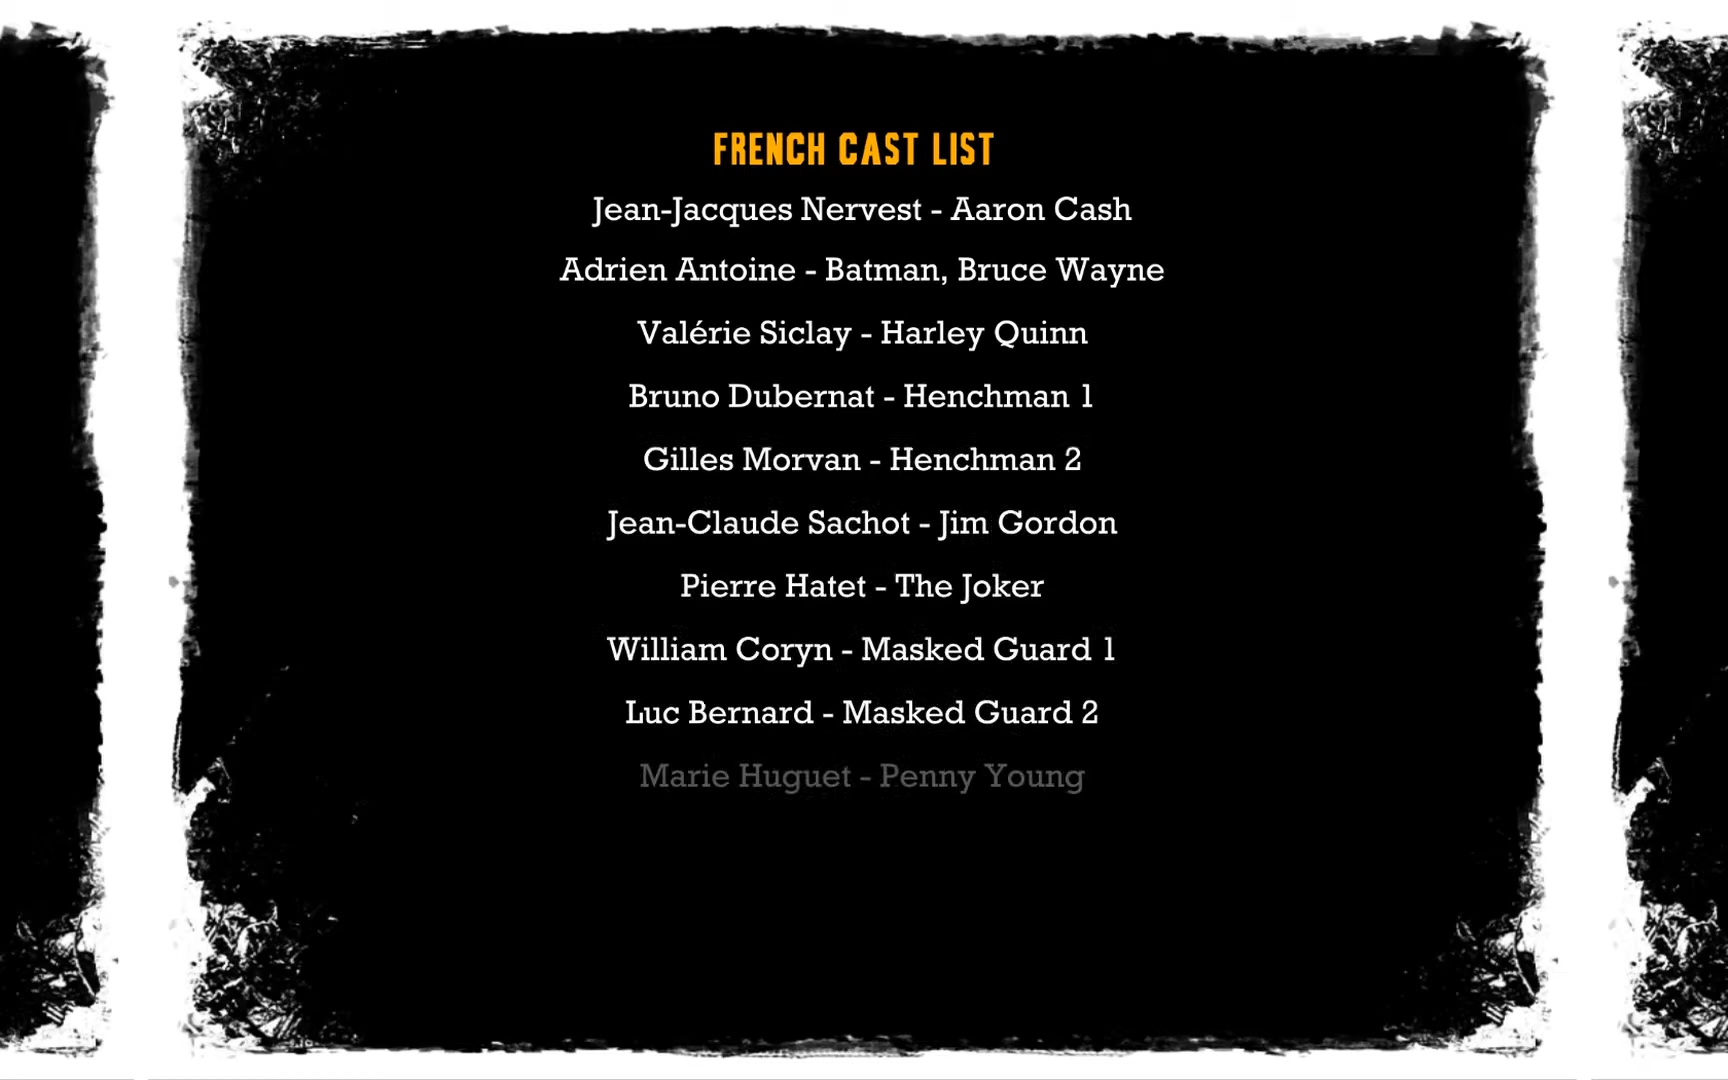 FRENCH CAST LIST
Jean-Jacques Nervest - Aaron Cash
Adrien Antoine - Batman, Bruce Wayne
Valérie Siclay - Harley Quinn
Bruno Dubernat - Henchman 1
Gilles Morvan - Henchman 2
Jean-Claude Sachot - Jim Gordon
Pierre Hatet - The Joker
William Coryn - Masked Guard 1
Luc Bernard - Masked Guard 2
Marie Huguet - Penny Young